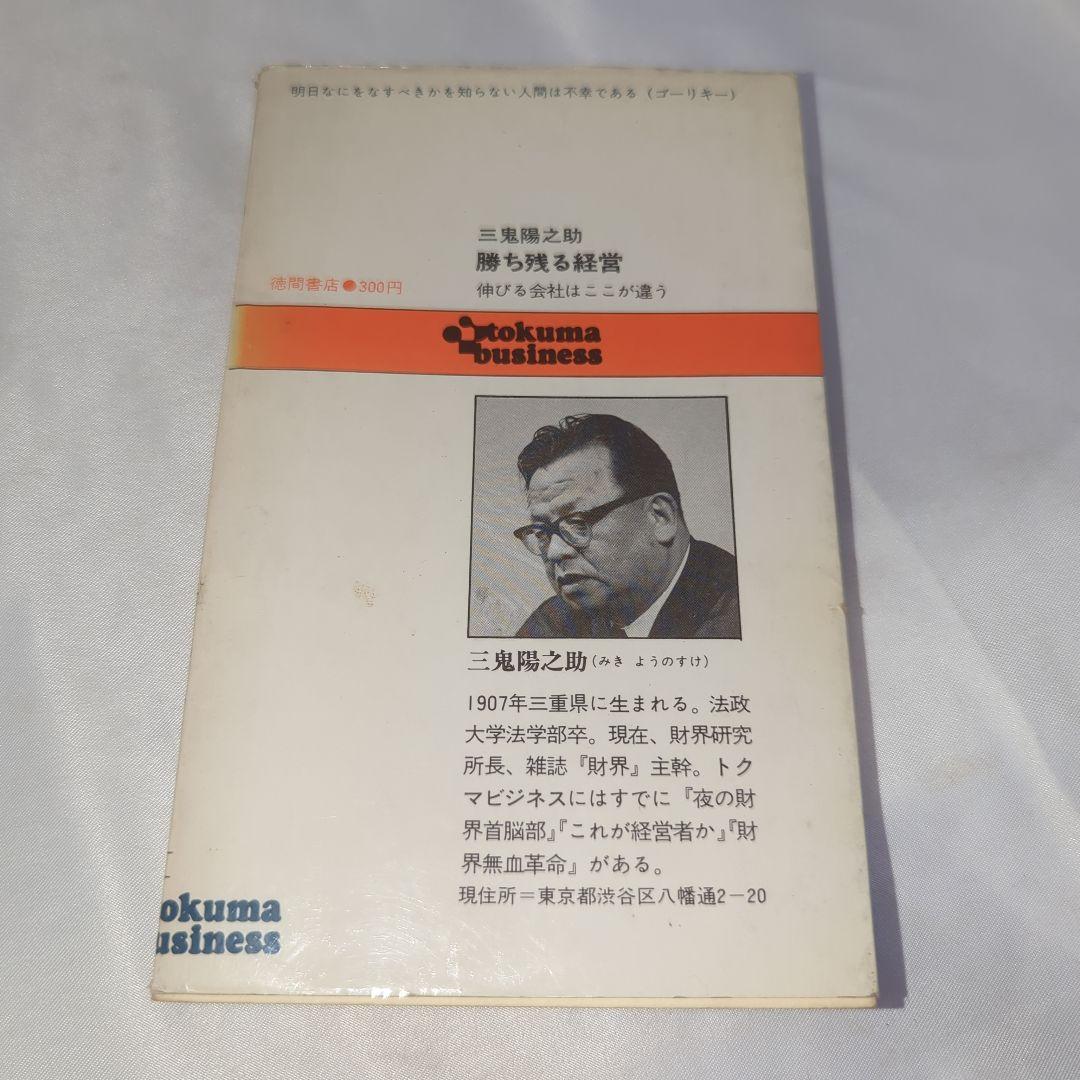 明日なにをなすべきかを知らない人間は不幸である(ゴーリキー)
三鬼陽之助
勝ち残る経営
伸びる会社はここが違う
徳間書店●300円
tokuma
business
三鬼陽之助(みき ようのすけ)
1907年三重県に生まれる。法政
大学法学部卒。現在、財界研究
所長、雑誌『財界』主幹。トク
マビジネスにはすでに『夜の財
界首脳部』『これが経営者か』『財
界無血革命』がある。
現住所=東京都渋谷区八幡通2-20
okuma
usiness